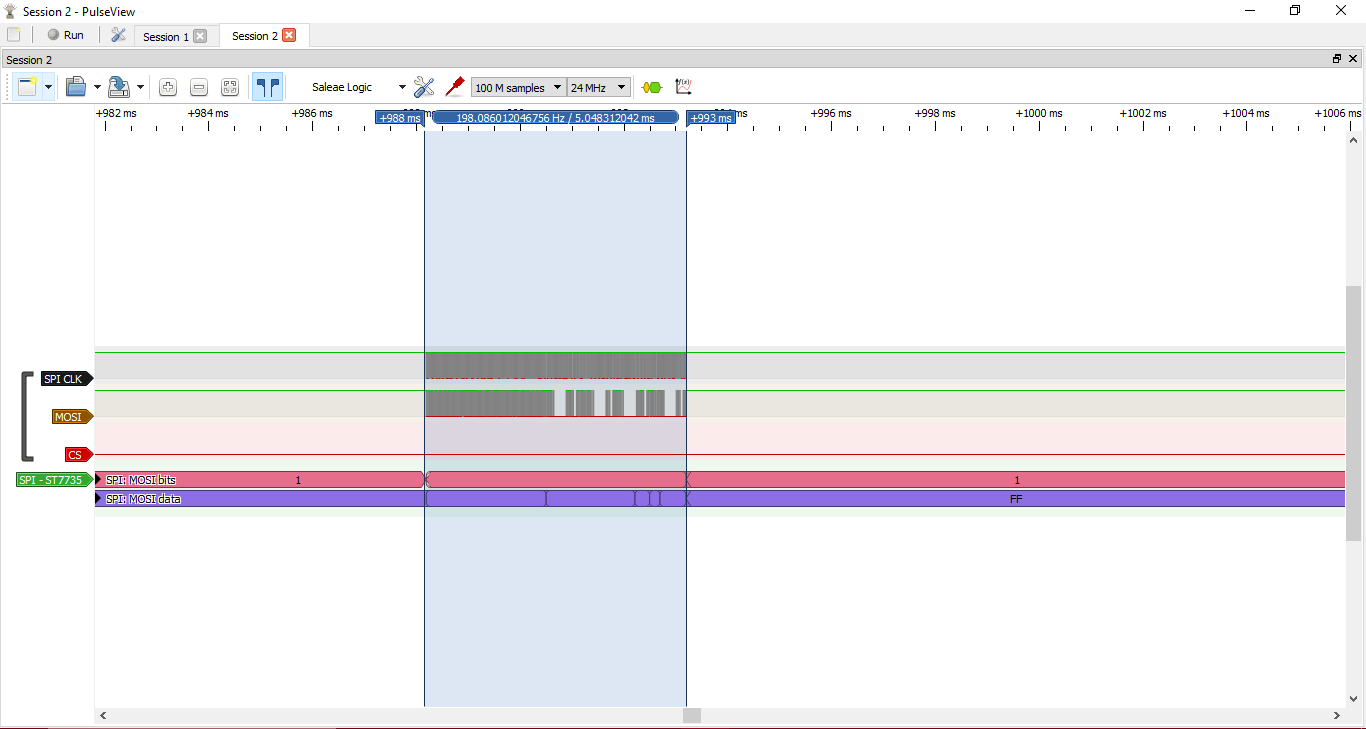 Session 2 - PulseView
Run
Session 1
Session 2
Session 2
Saleae Logic
100 M samples
24 MHz
+982 ms
+984 ms
+986 ms
+988 ms
198.086012046756 Hz / 5.048312042 ms
+993 ms
+996 ms
+998 ms
+1000 ms
+1002 ms
+1004 ms
+1006 ms
SPI CLK
MOSI
CS
SPI - ST7735
SPI: MOSI bits
1
1
SPI: MOSI data
FF